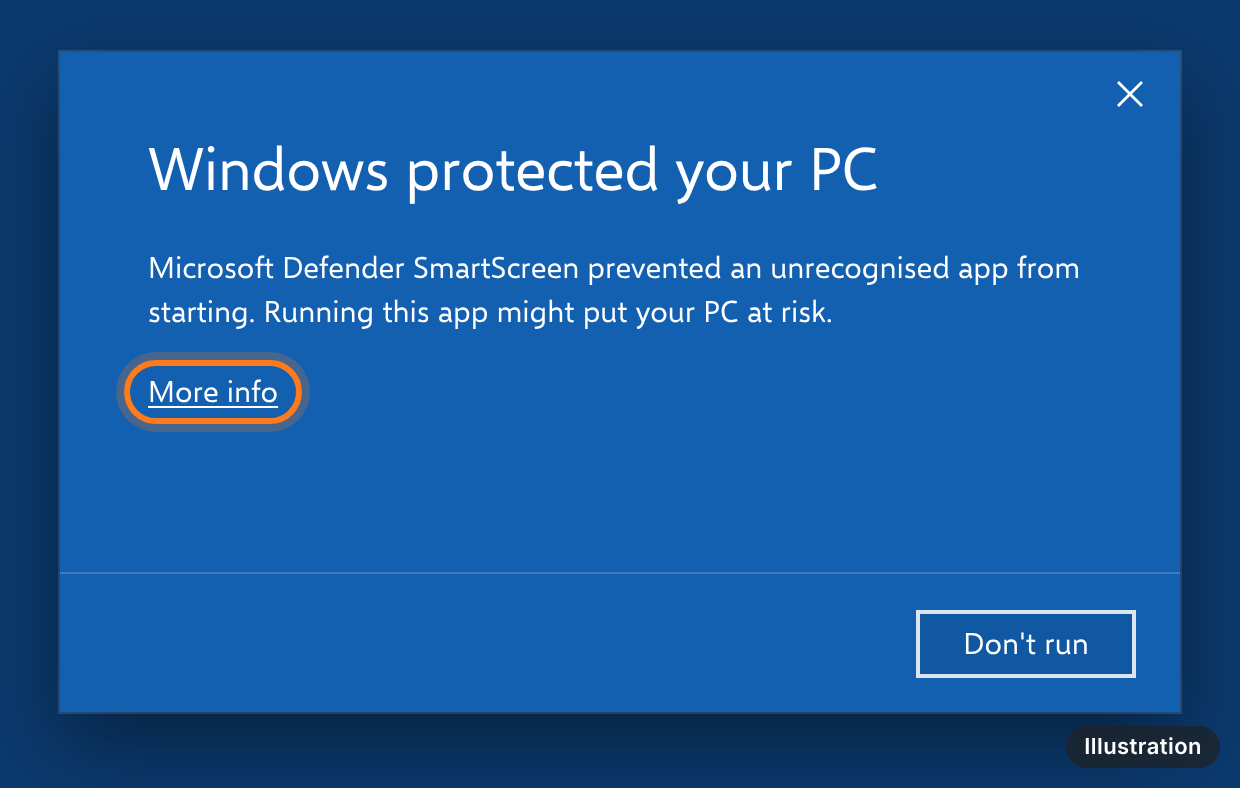 Windows protected your PC
Microsoft Defender SmartScreen prevented an unrecognised app from
starting. Running this app might put your PC at risk.
More info
Don't run
Illustration